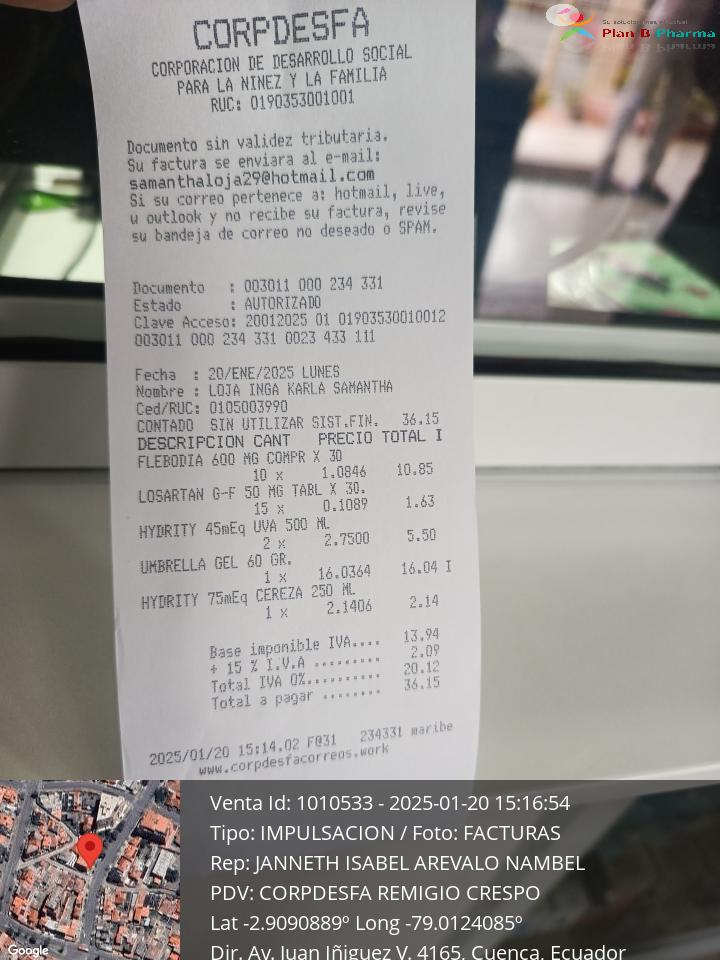 Su solucion es actual
Plan B Pharma
CORPDESFA
CORPORACION DE DESARROLLO SOCIAL
PARA LA NINEZ Y LA FAMILIA
RUC: 0190353001001
Documento sin validez tributaria.
Su factura se enviara al e-mail:
samanthaloja29@hotmail.com
Si su correo pertenece a: hotmail, live,
u outlook y no recibe su factura, revise
su bandeja de correo no deseado o SPAM.
Documento : 003011 000 234 331
Estado : AUTORIZADO
Clave Acceso: 20012025 01 01903530010012
003011 000 234 331 0023 433 111
Fecha : 20/ENE/2025 LUNES
Nombre : LOJA INGA KARLA SAMANTHA
Ced/RUC: 0105003990
CONTADO SIN UTILIZAR SIST.FIN. 36.15
DESCRIPCION CANT PRECIO TOTAL I
FLEBODIA 600 MG COMPR X 30
10 x 1.0846 10.85
LOSARTAN G-F 50 MG TABL X 30.
15 x 0.1089 1.63
HYDRITY 45mEq UVA 500 ML
2 x 2.7500 5.50
UMBRELLA GEL 60 GR.
1 x 16.0364 16.04 I
HYDRITY 75mEq CEREZA 250 ML
1 x 2.1406 2.14
Base imponible IVA.... 13.94
+ 15 % I.V.A ......... 2.09
Total IVA 0%.......... 20.12
Total a pagar ........ 36.15
2025/01/20 15:14.02 F@31 234331 maribe
www.corpdesfacorreos.work
Venta Id: 1010533 - 2025-01-20 15:16:54
Tipo: IMPULSACION / Foto: FACTURAS
Rep: JANNETH ISABEL AREVALO NAMBEL
PDV: CORPDESFA REMIGIO CRESPO
Lat -2.9090889º Long -79.0124085º
Dir. Av. Juan Iñiguez V. 4165, Cuenca, Ecuador
Google